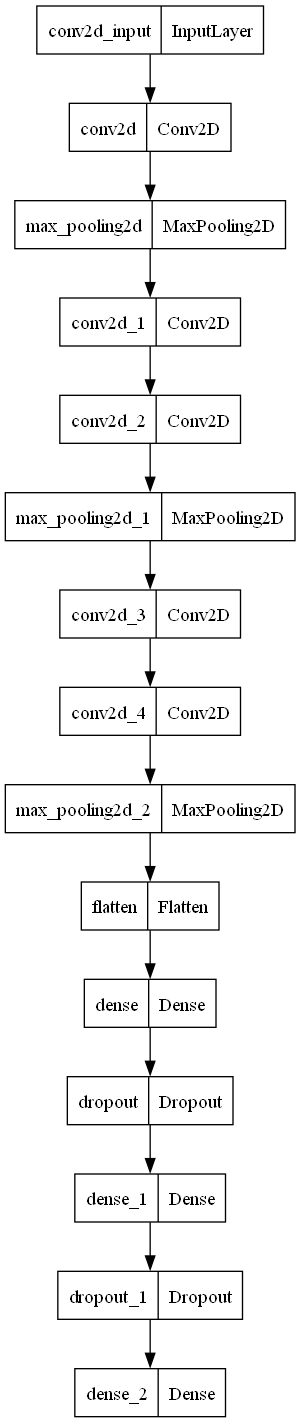 conv2d_input InputLayer
conv2d Conv2D
max_pooling2d MaxPooling2D
conv2d_1 Conv2D
conv2d_2 Conv2D
max_pooling2d_1 MaxPooling2D
conv2d_3 Conv2D
conv2d_4 Conv2D
max_pooling2d_2 MaxPooling2D
flatten Flatten
dense Dense
dropout Dropout
dense_1 Dense
dropout_1 Dropout
dense_2 Dense